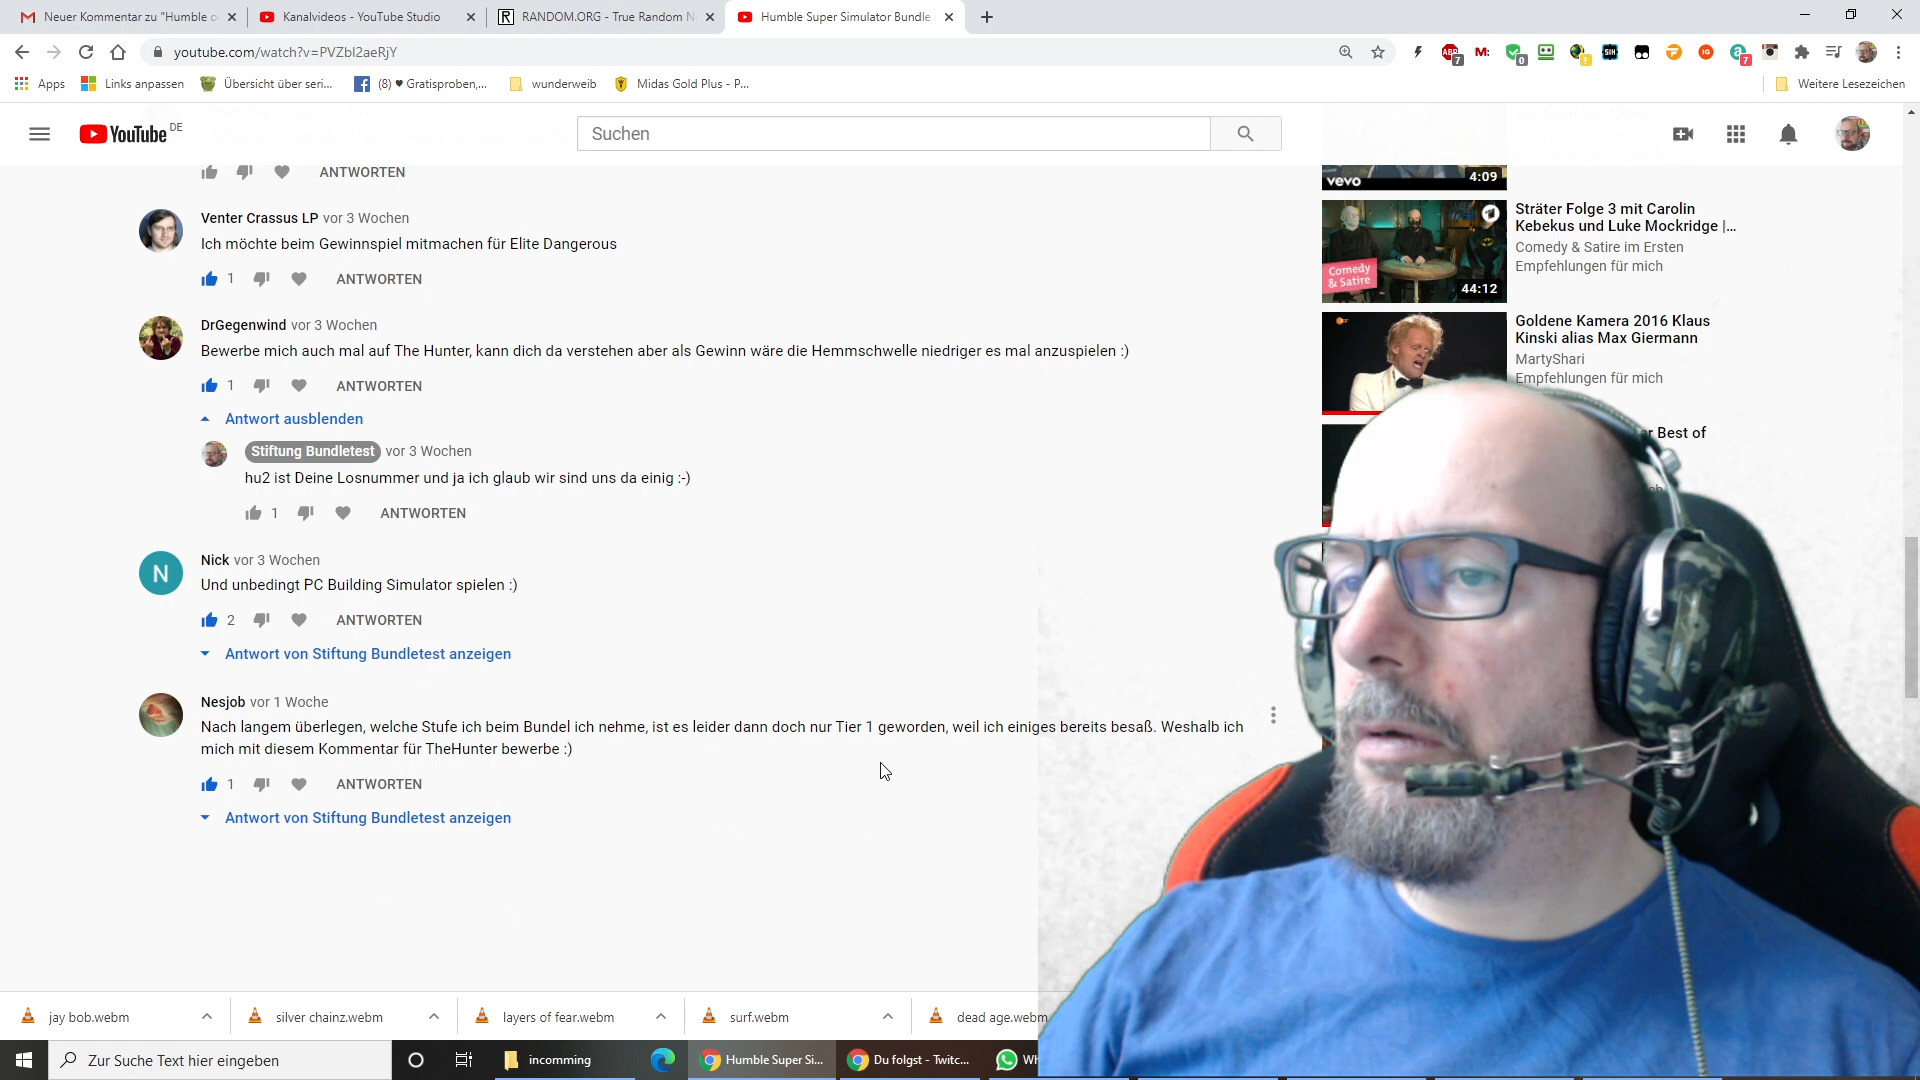 Neuer Kommentar zu "Humble o
Kanalvideos - YouTube Studio
RANDOM.ORG - True Random N
Humble Super Simulator Bundle
youtube.com/watch?v=PVZbI2aeRjY
Apps
Links anpassen
Übersicht über seri...
(8) ♥ Gratisproben,...
wunderweib
Midas Gold Plus - P...
Weitere Lesezeichen
YouTube DE
Suchen
ANTWORTEN
Venter Crassus LP vor 3 Wochen
Ich möchte beim Gewinnspiel mitmachen für Elite Dangerous
1 ANTWORTEN
DrGegenwind vor 3 Wochen
Bewerbe mich auch mal auf The Hunter, kann dich da verstehen aber als Gewinn wäre die Hemmschwelle niedriger es mal anzuspielen :)
1 ANTWORTEN
Antwort ausblenden
Stiftung Bundletest vor 3 Wochen
hu2 ist Deine Losnummer und ja ich glaub wir sind uns da einig :-)
1 ANTWORTEN
N
Nick vor 3 Wochen
Und unbedingt PC Building Simulator spielen :)
2 ANTWORTEN
Antwort von Stiftung Bundletest anzeigen
Nesjob vor 1 Woche
Nach langem überlegen, welche Stufe ich beim Bundel ich nehme, ist es leider dann doch nur Tier 1 geworden, weil ich einiges bereits besaß. Weshalb ich
mich mit diesem Kommentar für TheHunter bewerbe :)
1 ANTWORTEN
Antwort von Stiftung Bundletest anzeigen
vevo
4:09
Comedy
& Satire
44:12
Sträter Folge 3 mit Carolin
Kebekus und Luke Mockridge |...
Comedy & Satire im Ersten
Empfehlungen für mich
Goldene Kamera 2016 Klaus
Kinski alias Max Giermann
MartyShari
Empfehlungen für mich
Best of
jay bob.webm
silver chainz.webm
layers of fear.webm
surf.webm
dead age.webm
Zur Suche Text hier eingeben
incomming
Humble Super Si...
Du folgst - Twitc...